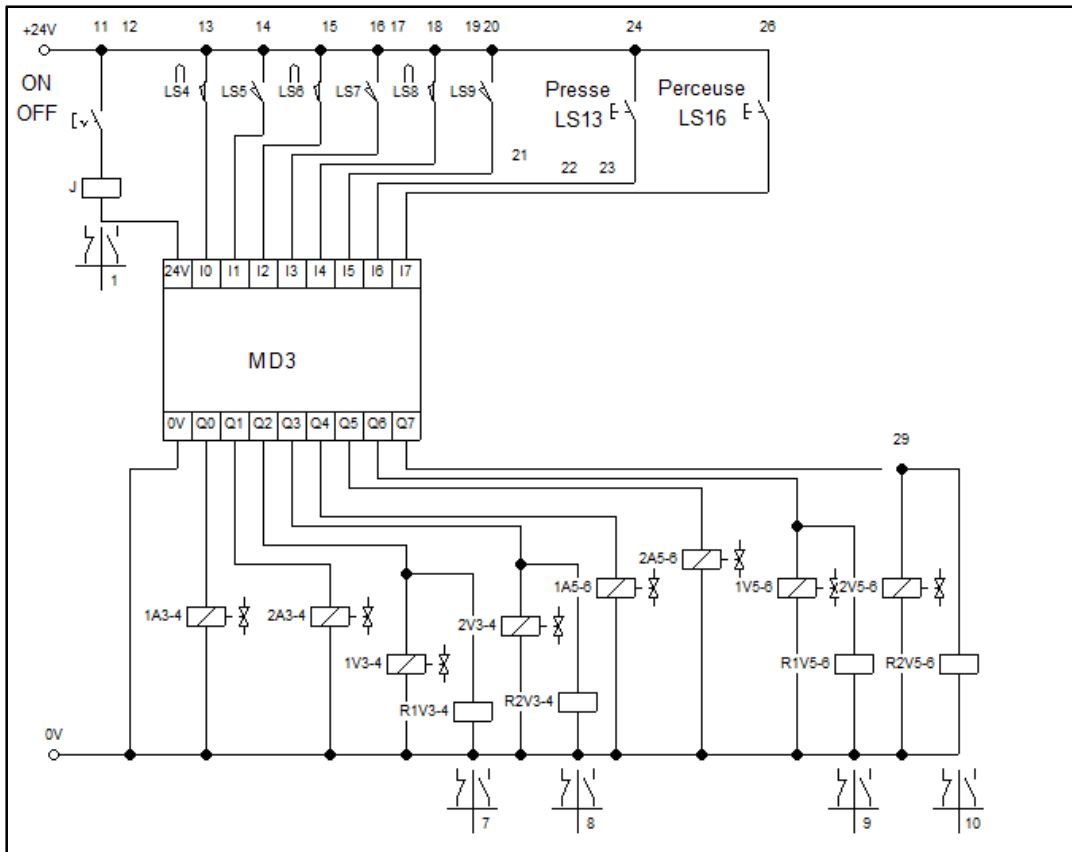 +24V 11 12 13 14 15 16 17 18 19 20 24 26
ON
OFF
LS4 LS5 LS6 LS7 LS8 LS9
Presse
LS13
Perceuse
LS16
21 22 23
J
1
24V I0 I1 I2 I3 I4 I5 I6 I7
MD3
0V Q0 Q1 Q2 Q3 Q4 Q5 Q6 Q7
29
2A5-6
1A5-6 1V5-6 2V5-6
1A3-4 2A3-4 2V3-4
1V3-4 R1V5-6 R2V5-6
R1V3-4 R2V3-4
0V
7 8 9 10